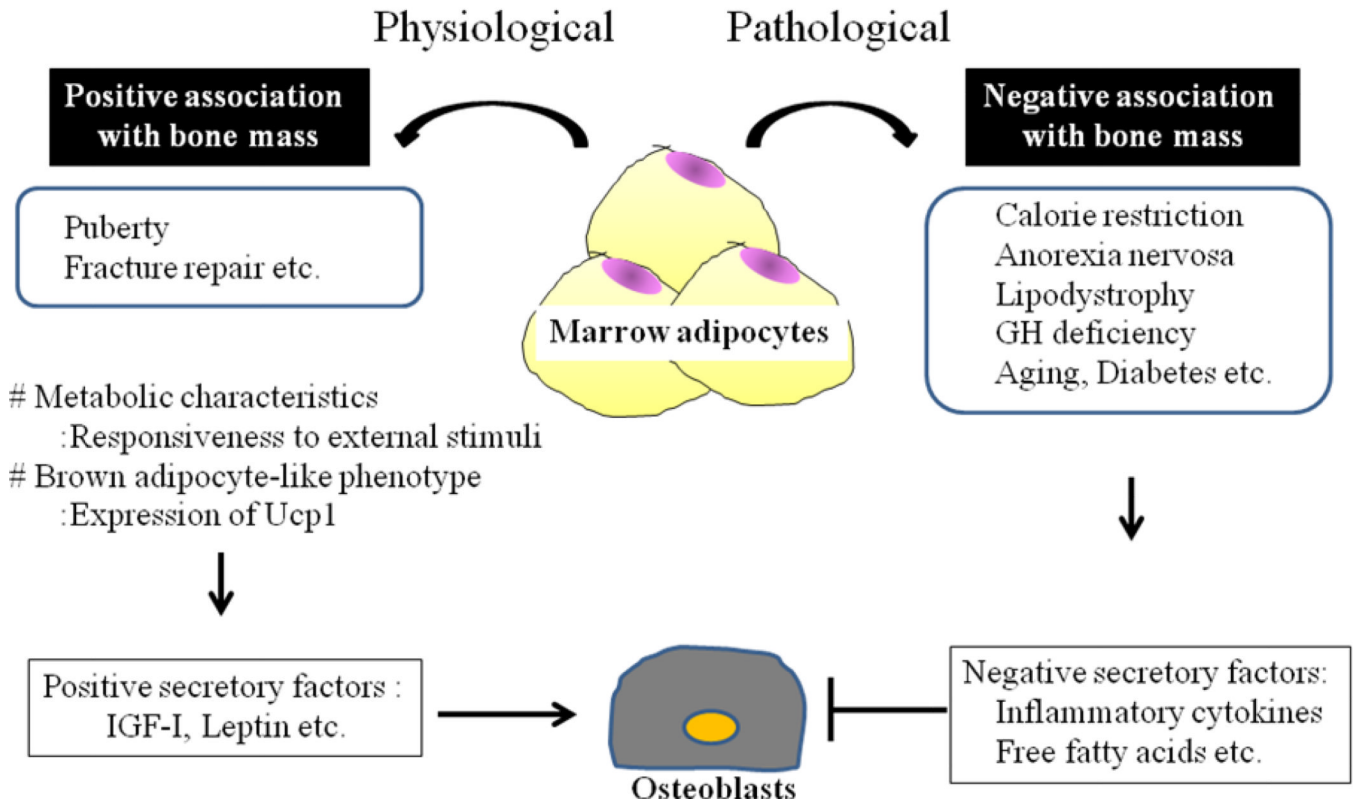 Physiological
Pathological
Positive association
with bone mass
Negative association
with bone mass
Puberty
Fracture repair etc.
Calorie restriction
Anorexia nervosa
Lipodystrophy
GH deficiency
Aging, Diabetes etc.
Marrow adipocytes
# Metabolic characteristics
:Responsiveness to external stimuli
# Brown adipocyte-like phenotype
:Expression of Ucp1
Positive secretory factors :
IGF-I, Leptin etc.
Negative secretory factors:
Inflammatory cytokines
Free fatty acids etc.
Osteoblasts